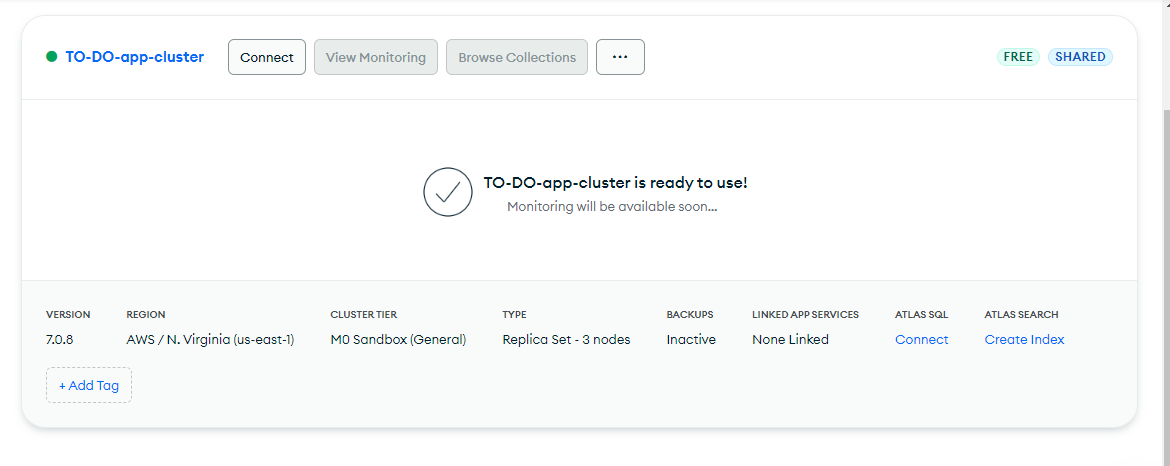 TO-DO-app-cluster Connect View Monitoring Browse Collections ... FREE SHARED
TO-DO-app-cluster is ready to use!
Monitoring will be available soon...
VERSION REGION CLUSTER TIER TYPE BACKUPS LINKED APP SERVICES ATLAS SQL ATLAS SEARCH
7.0.8 AWS / N. Virginia (us-east-1) M0 Sandbox (General) Replica Set - 3 nodes Inactive None Linked Connect Create Index
+ Add Tag